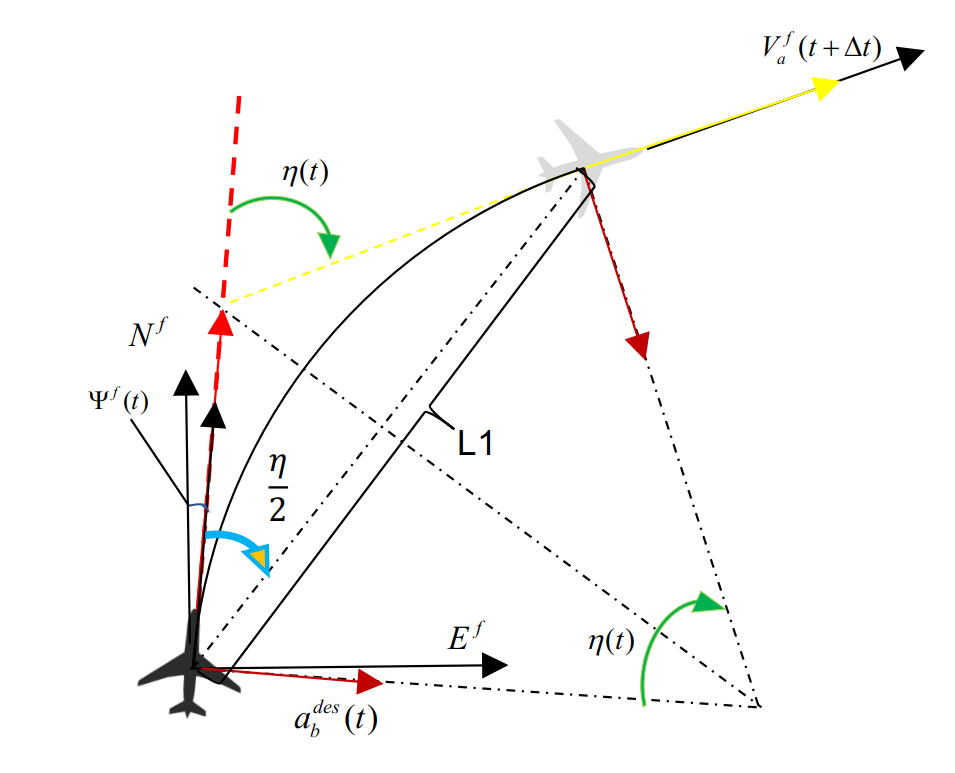 V_a^f (t + Δt)
η(t)
N^f
Ψ^f (t)
L1
η/2
E^f
η(t)
a_b^des (t)